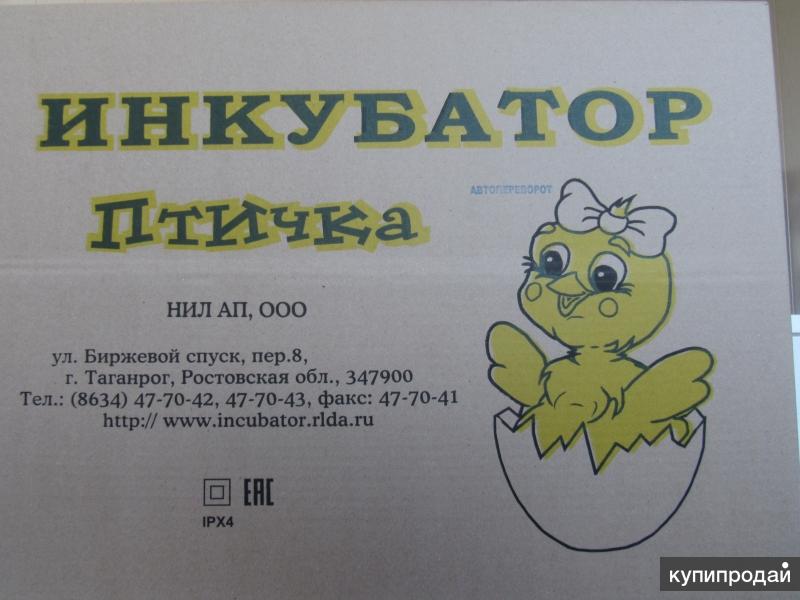 ИНКУБАТОР
АВТОПЕРЕВОРОТ
Птичка
НИЛ АП, ООО
ул. Биржевой спуск, пер.8,
г. Таганрог, Ростовская обл., 347900
Тел.: (8634) 47-70-42, 47-70-43, факс: 47-70-41
http:// www.incubator.rlda.ru
EAC
IPX4
купипродай